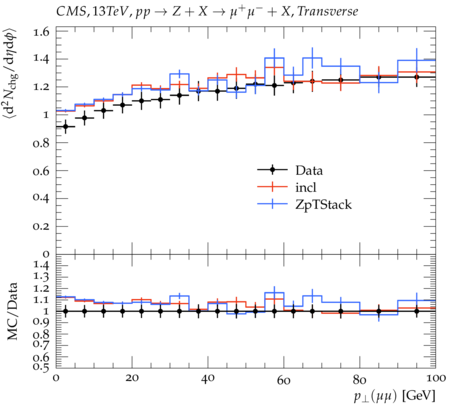 CMS, 13TeV, pp → Z + X → μ⁺μ⁻ + X, Transverse
⟨d²N_chg/dηdϕ⟩
1.6
1.4
1.2
1
0.8
0.6
0.4
0.2
0
Data
incl
ZpTStack
MC/Data
1.4
1.3
1.2
1.1
1
0.9
0.8
0.7
0.6
0.5
0 20 40 60 80 100
p⊥(μμ) [GeV]